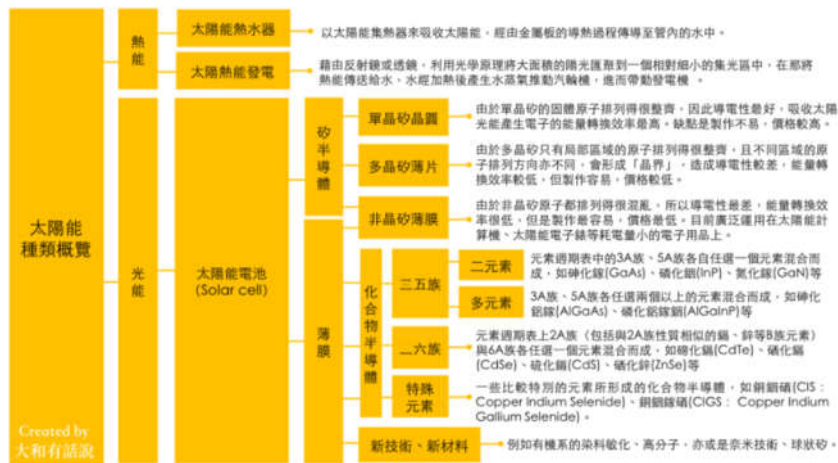 太陽能
種類概覽
Created by
大和有話說
熱能
太陽能熱水器
以太陽能集熱器來吸收太陽能，經由金屬板的導熱過程傳導至管內的水中。
太陽熱能發電
藉由反射鏡或透鏡，利用光學原理將大面積的陽光匯聚到一個相對細小的集光區中，在那將
熱能傳送給水、水經加熱後產生水蒸氣推動汽輪機，進而帶動發電機 。
光能
太陽能電池
(Solar cell)
矽半導體
單晶矽晶圓
由於單晶矽的固體原子排列得很整齊，因此導電性最好，吸收太陽
光能產生電子的能量轉換效率最高。缺點是製作不易，價格較高。
多晶矽薄片
由於多晶矽只有局部區域的原子排列得很整齊，且不同區域的原
子排列方向亦不同，會形成「晶界」，造成導電性較差，能量轉
換效率較低，但製作容易，價格較低。
非晶矽薄膜
由於非晶矽原子都排列得很混亂，所以導電性最差，能量轉換效
率很低，但是製作最容易，價格最低。目前廣泛運用在太陽能計
算機、太陽能電子錶等耗電量小的電子用品上。
薄膜
化合物半導體
三五族
二元素
元素週期表中的3A族、5A族各自任選一個元素混合而
成，如砷化鎵(GaAs)、磷化銦(InP)、氮化鎵(GaN)等
多元素
3A族、5A族各任選兩個以上的元素混合而成，如砷化
鋁鎵(AlGaAs)、磷化鋁鎵銦(AlGaInP)等
二六族
元素週期表上2A族（包括與2A族性質相似的鎘、鋅等B族元素）
與6A族各任選一個元素混合而成，如碲化鎘(CdTe)、硒化鎘
(CdSe)、硫化鎘(CdS)、硒化鋅(ZnSe)等
特殊
元素
一些比較特別的元素所形成的化合物半導體，如銅銦硒(CIS：
Copper Indium Selenide)、銅銦鎵硒(CIGS： Copper Indium
Gallium Selenide)。
新技術、新材料
例如有機系的染料敏化、高分子，亦或是奈米技術、球狀矽。